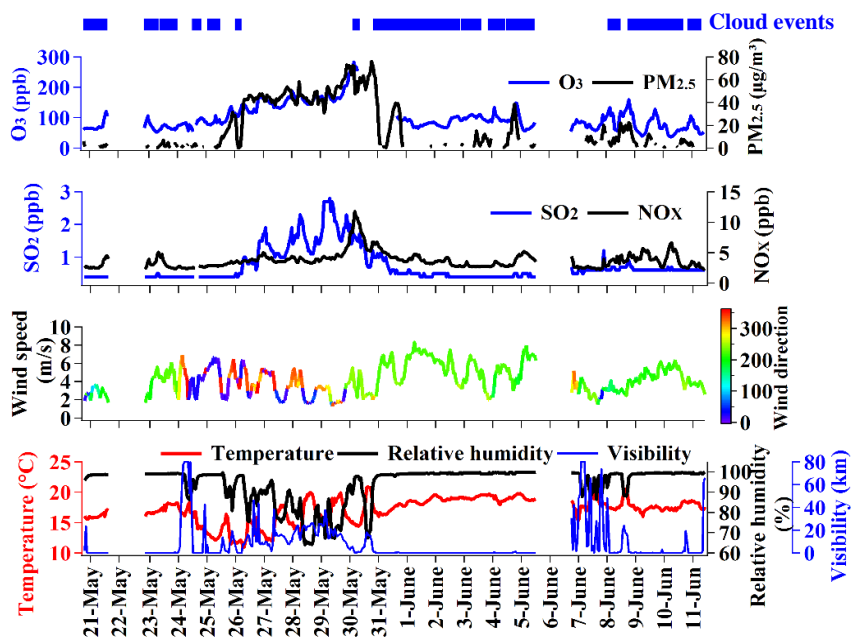 Cloud events
O3 (ppb)
300
200
100
0
O3
PM2.5
80
60
40
20
0
PM2.5 (µg/m³)
SO2 (ppb)
3
2
1
SO2
NOX
15
10
5
0
NOx (ppb)
Wind speed
(m/s)
10
8
6
4
2
0
300
200
100
0
Wind direction
Temperature (°C)
25
20
15
10
Temperature
Relative humidity
Visibility
100
90
80
70
60
Relative humidity
(%)
80
60
40
20
0
Visibility (km)
21-May
22-May
23-May
24-May
25-May
26-May
27-May
28-May
29-May
30-May
31-May
1-June
2-June
3-June
4-June
5-June
6-June
7-June
8-June
9-June
10-Jun
11-Jun